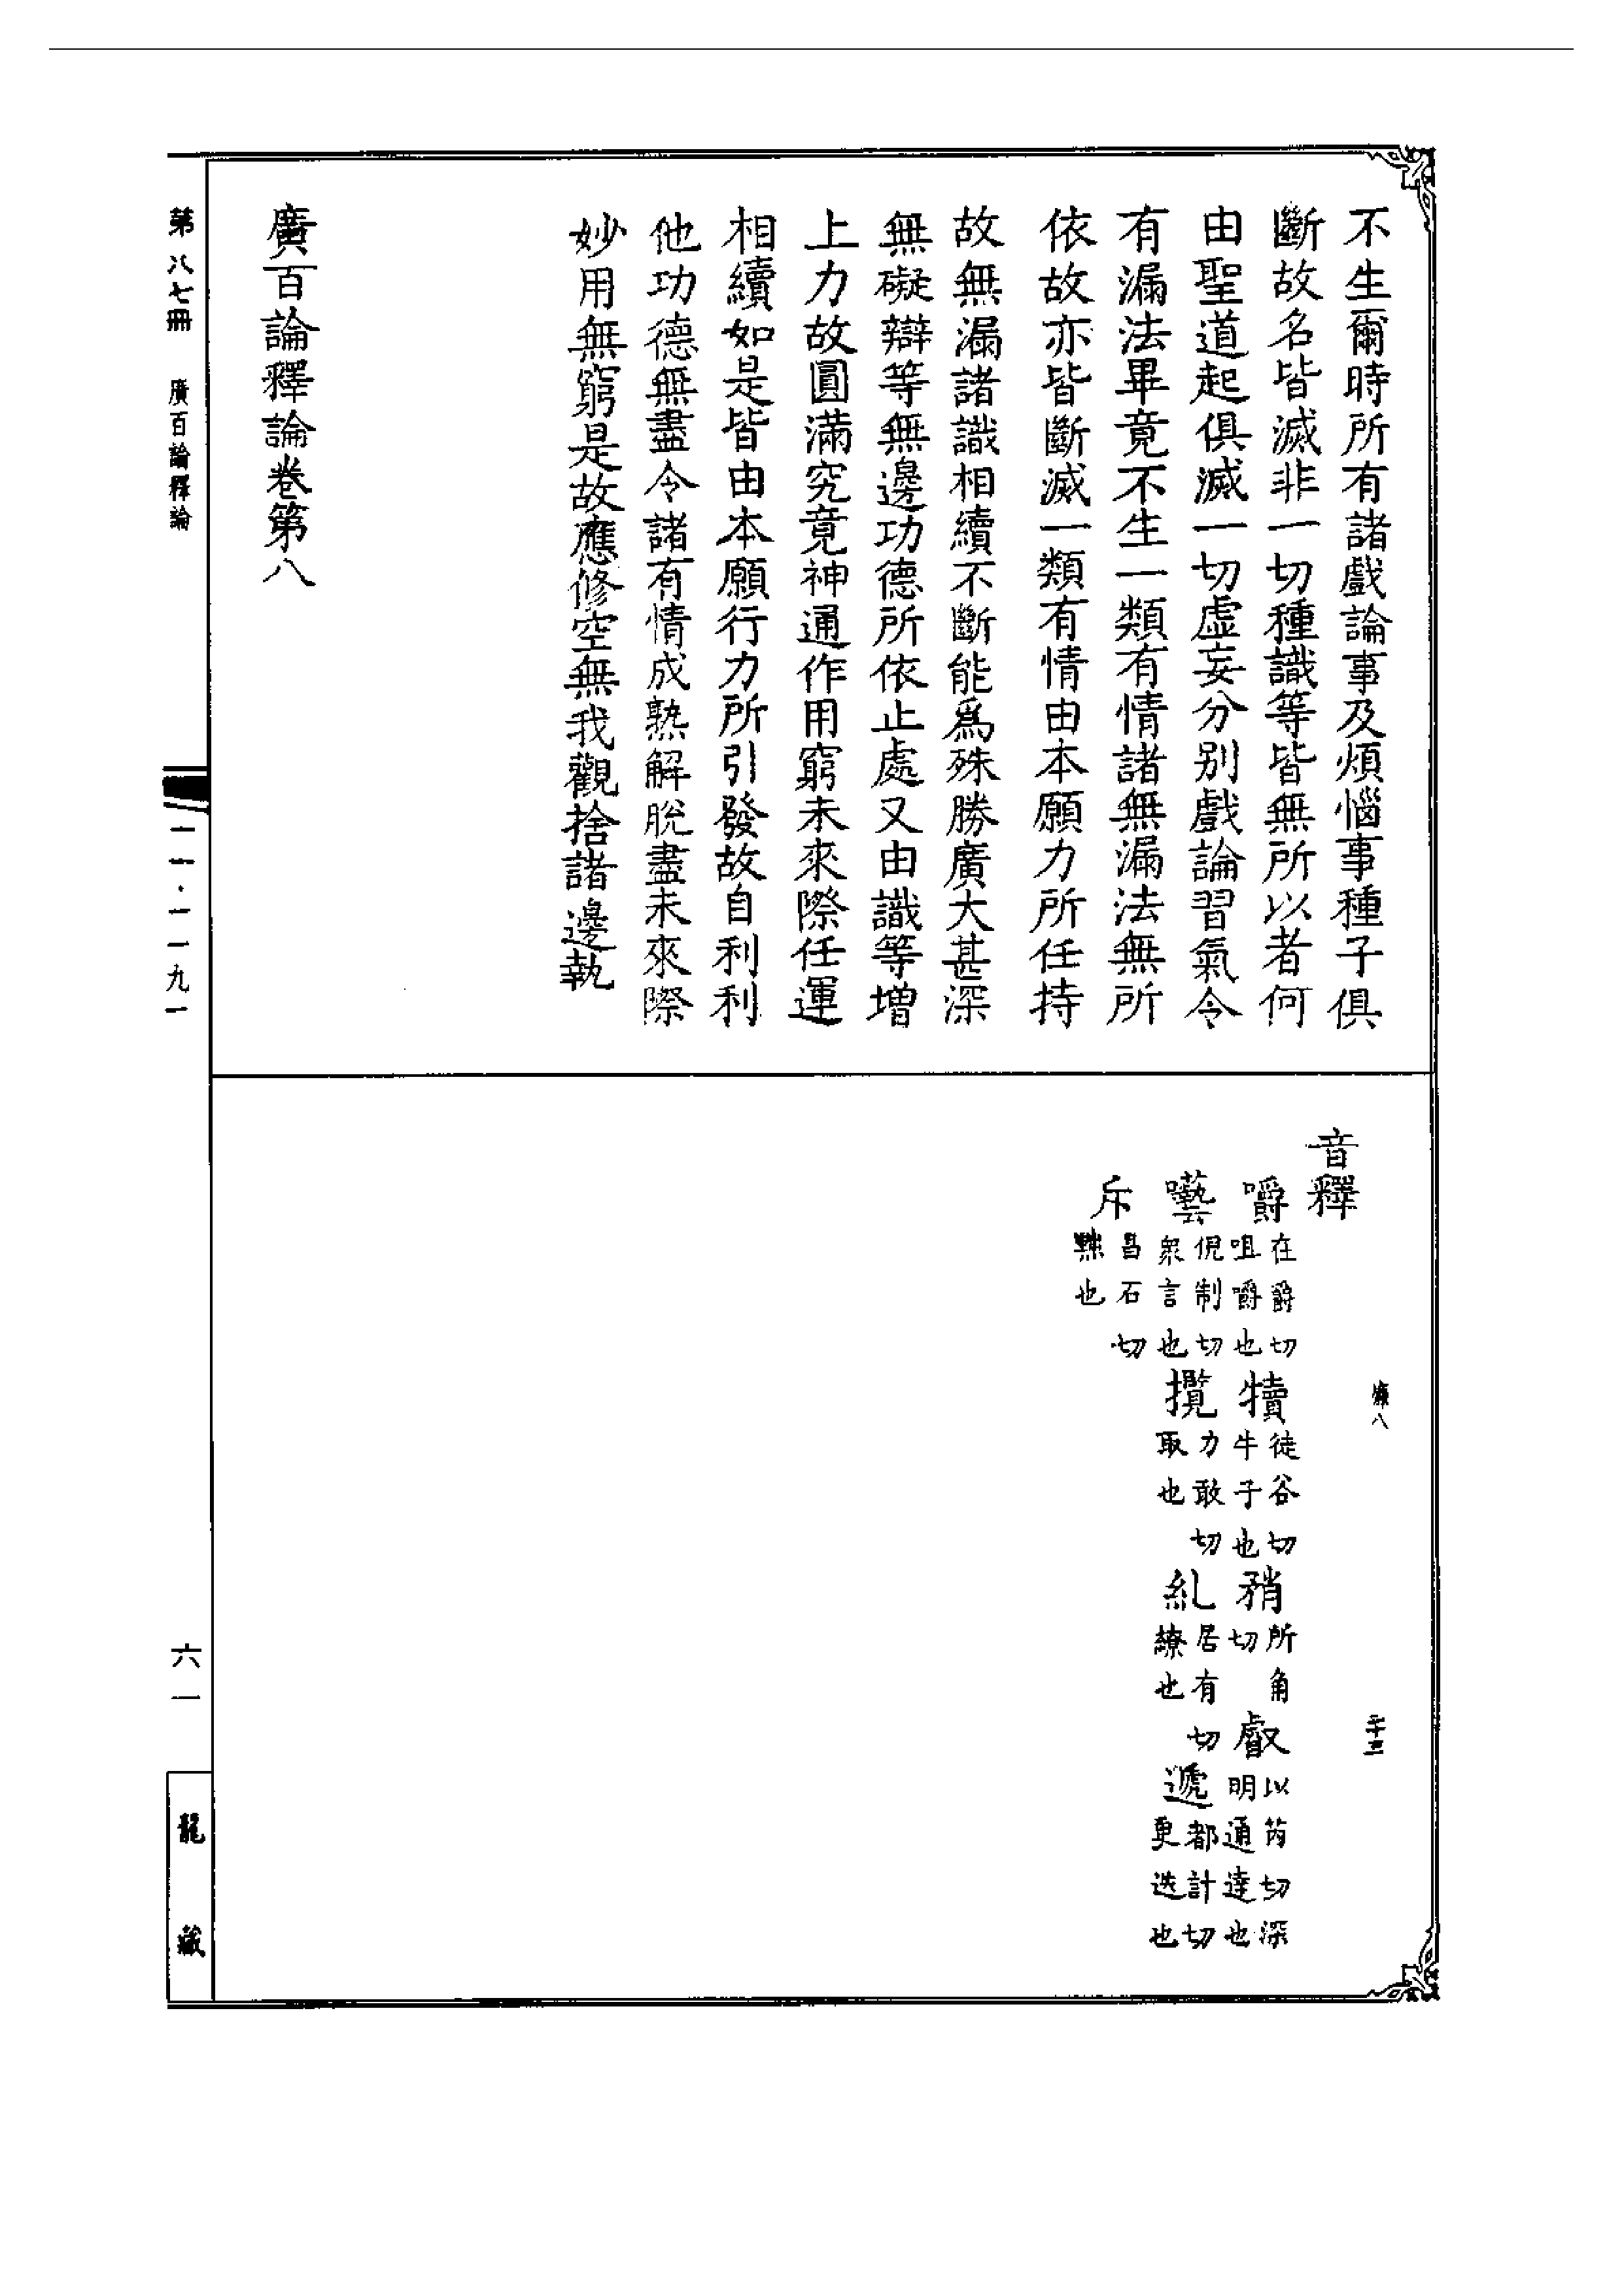 不生爾時所有諸戲論事及煩惱事種子俱
斷故名皆滅非一切種識等皆無所以者何
由聖道起俱滅一切虛妄分別戲論習氣令
有漏法畢竟不生一類有情諸無漏法無所
依故亦皆斷滅一類有情由本願力所任持
故無漏諸識相續不斷能爲殊勝廣大甚深
無礙辯等無邊功德所依止處又由識等增
上力故圓滿究竟神通作用窮未來際任運
相續如是皆由本願行力所引發故自利利
他功德無盡令諸有情成熟解脫盡未來際
妙用無窮是故應修空無我觀捨諸邊執
廣百論釋論卷第八
音釋
嚼在爵切咀嚼也 犢徒谷切牛子也 矟所角切 叡以芮切深明通達也
囈倪制切衆言也 攬力敢切取也 糺居有切繚也 遞都計切更迭也
斥昌石切黜也
八
二十三
第八七冊 廣百論釋論
一一·一一九一
六一
龍藏